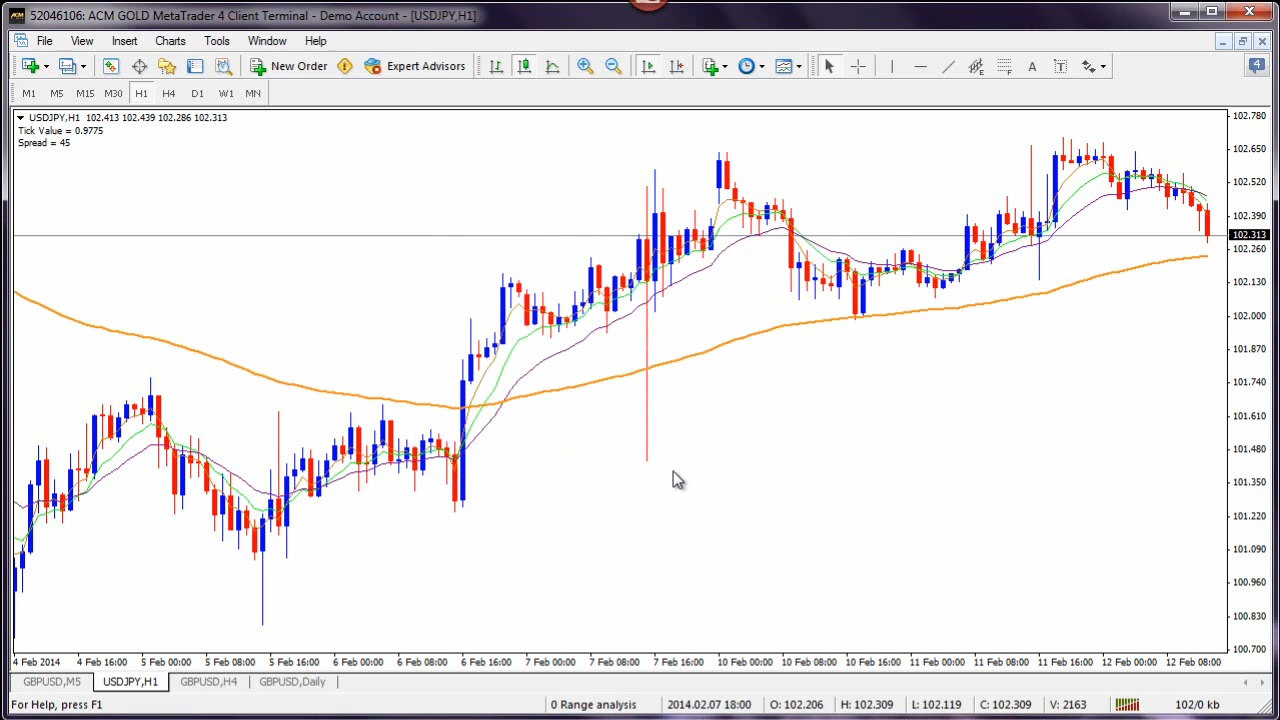 52046106: ACM GOLD MetaTrader 4 Client Terminal - Demo Account - [USDJPY,H1]
File View Insert Charts Tools Window Help
New Order Expert Advisors A T 4
M1 M5 M15 M30 H1 H4 D1 W1 MN
USDJPY,H1 102.413 102.439 102.286 102.313
Tick Value = 0.9775
Spread = 45
102.780
102.650
102.520
102.390
102.313
102.260
102.130
102.000
101.870
101.740
101.610
101.480
101.350
101.220
101.090
100.960
100.830
100.700
4 Feb 2014 4 Feb 16:00 5 Feb 00:00 5 Feb 08:00 5 Feb 16:00 6 Feb 00:00 6 Feb 08:00 6 Feb 16:00 7 Feb 00:00 7 Feb 08:00 7 Feb 16:00 10 Feb 00:00 10 Feb 08:00 10 Feb 16:00 11 Feb 00:00 11 Feb 08:00 11 Feb 16:00 12 Feb 00:00 12 Feb 08:00
GBPUSD,M5 USDJPY,H1 GBPUSD,H4 GBPUSD,Daily
For Help, press F1 0 Range analysis 2014.02.07 18:00 O: 102.206 H: 102.309 L: 102.119 C: 102.309 V: 2163 102/0 kb